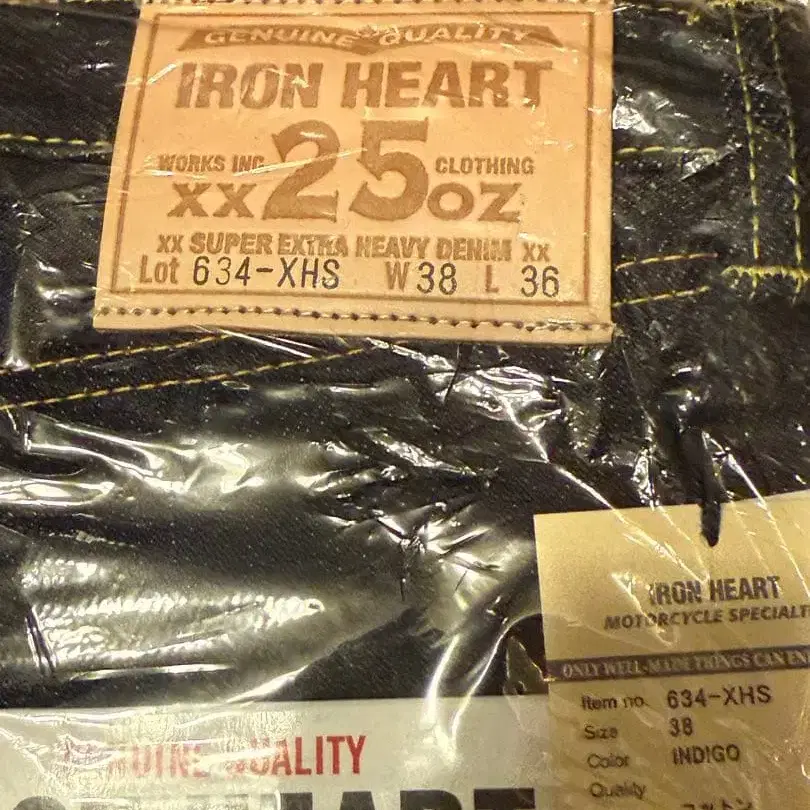 GENUINE QUALITY
IRON HEART
WORKS INC 25 CLOTHING
XX OZ
XX SUPER EXTRA HEAVY DENIM XX
Lot 634-XHS W 38 L 36
IRON HEART
MOTORCYCLE SPECIALT
ONLY WELL-MADE THINGS CAN
Item no. 634-XHS
Size 38
Color INDIGO
Quality
GENUINE QUALITY